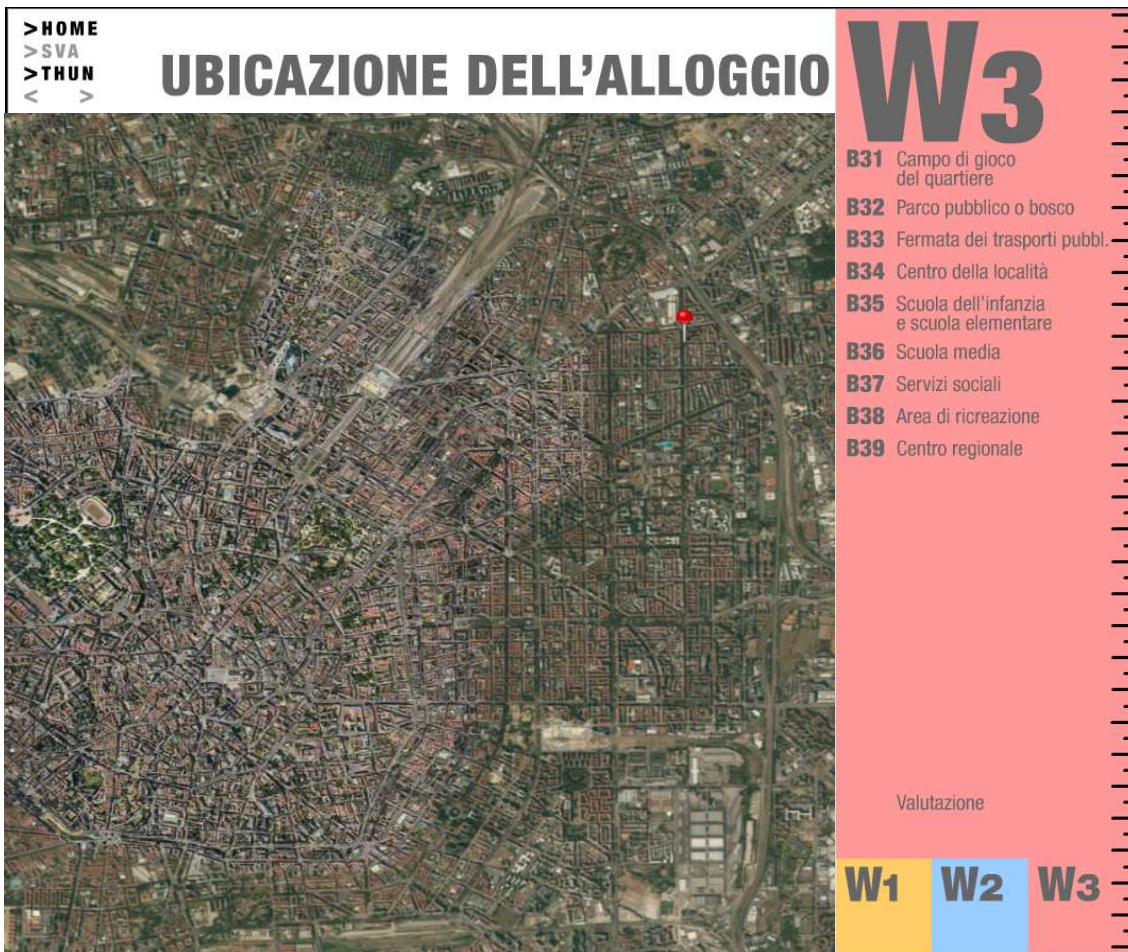 >HOME
>SVA
>THUN
< >
UBICAZIONE DELL'ALLOGGIO
W3
B31 Campo di gioco
del quartiere
B32 Parco pubblico o bosco
B33 Fermata dei trasporti pubbl.
B34 Centro della località
B35 Scuola dell'infanzia
e scuola elementare
B36 Scuola media
B37 Servizi sociali
B38 Area di ricreazione
B39 Centro regionale
Valutazione
W1 W2 W3